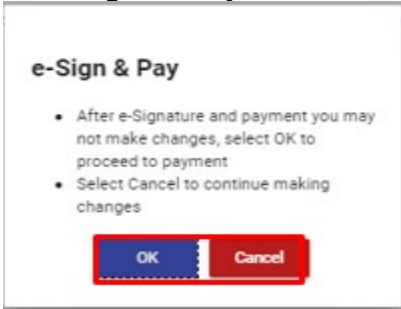 e-Sign & Pay
• After e-Signature and payment you may
not make changes, select OK to
proceed to payment
• Select Cancel to continue making
changes
OK Cancel